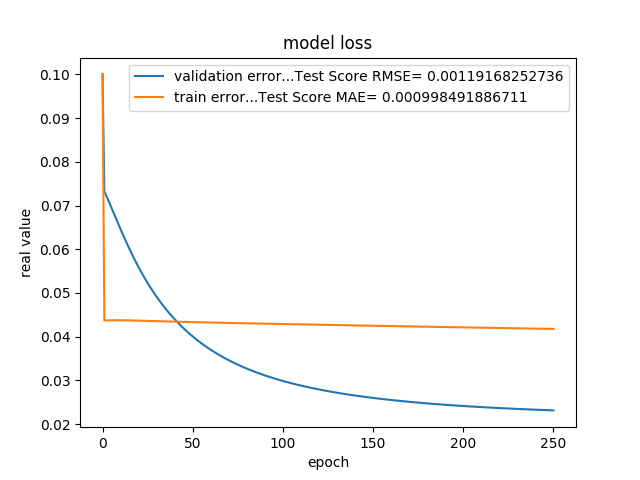 model loss
validation error...Test Score RMSE= 0.00119168252736
train error...Test Score MAE= 0.000998491886711
0.10
0.09
0.08
0.07
0.06
0.05
0.04
0.03
0.02
real value
0 50 100 150 200 250
epoch